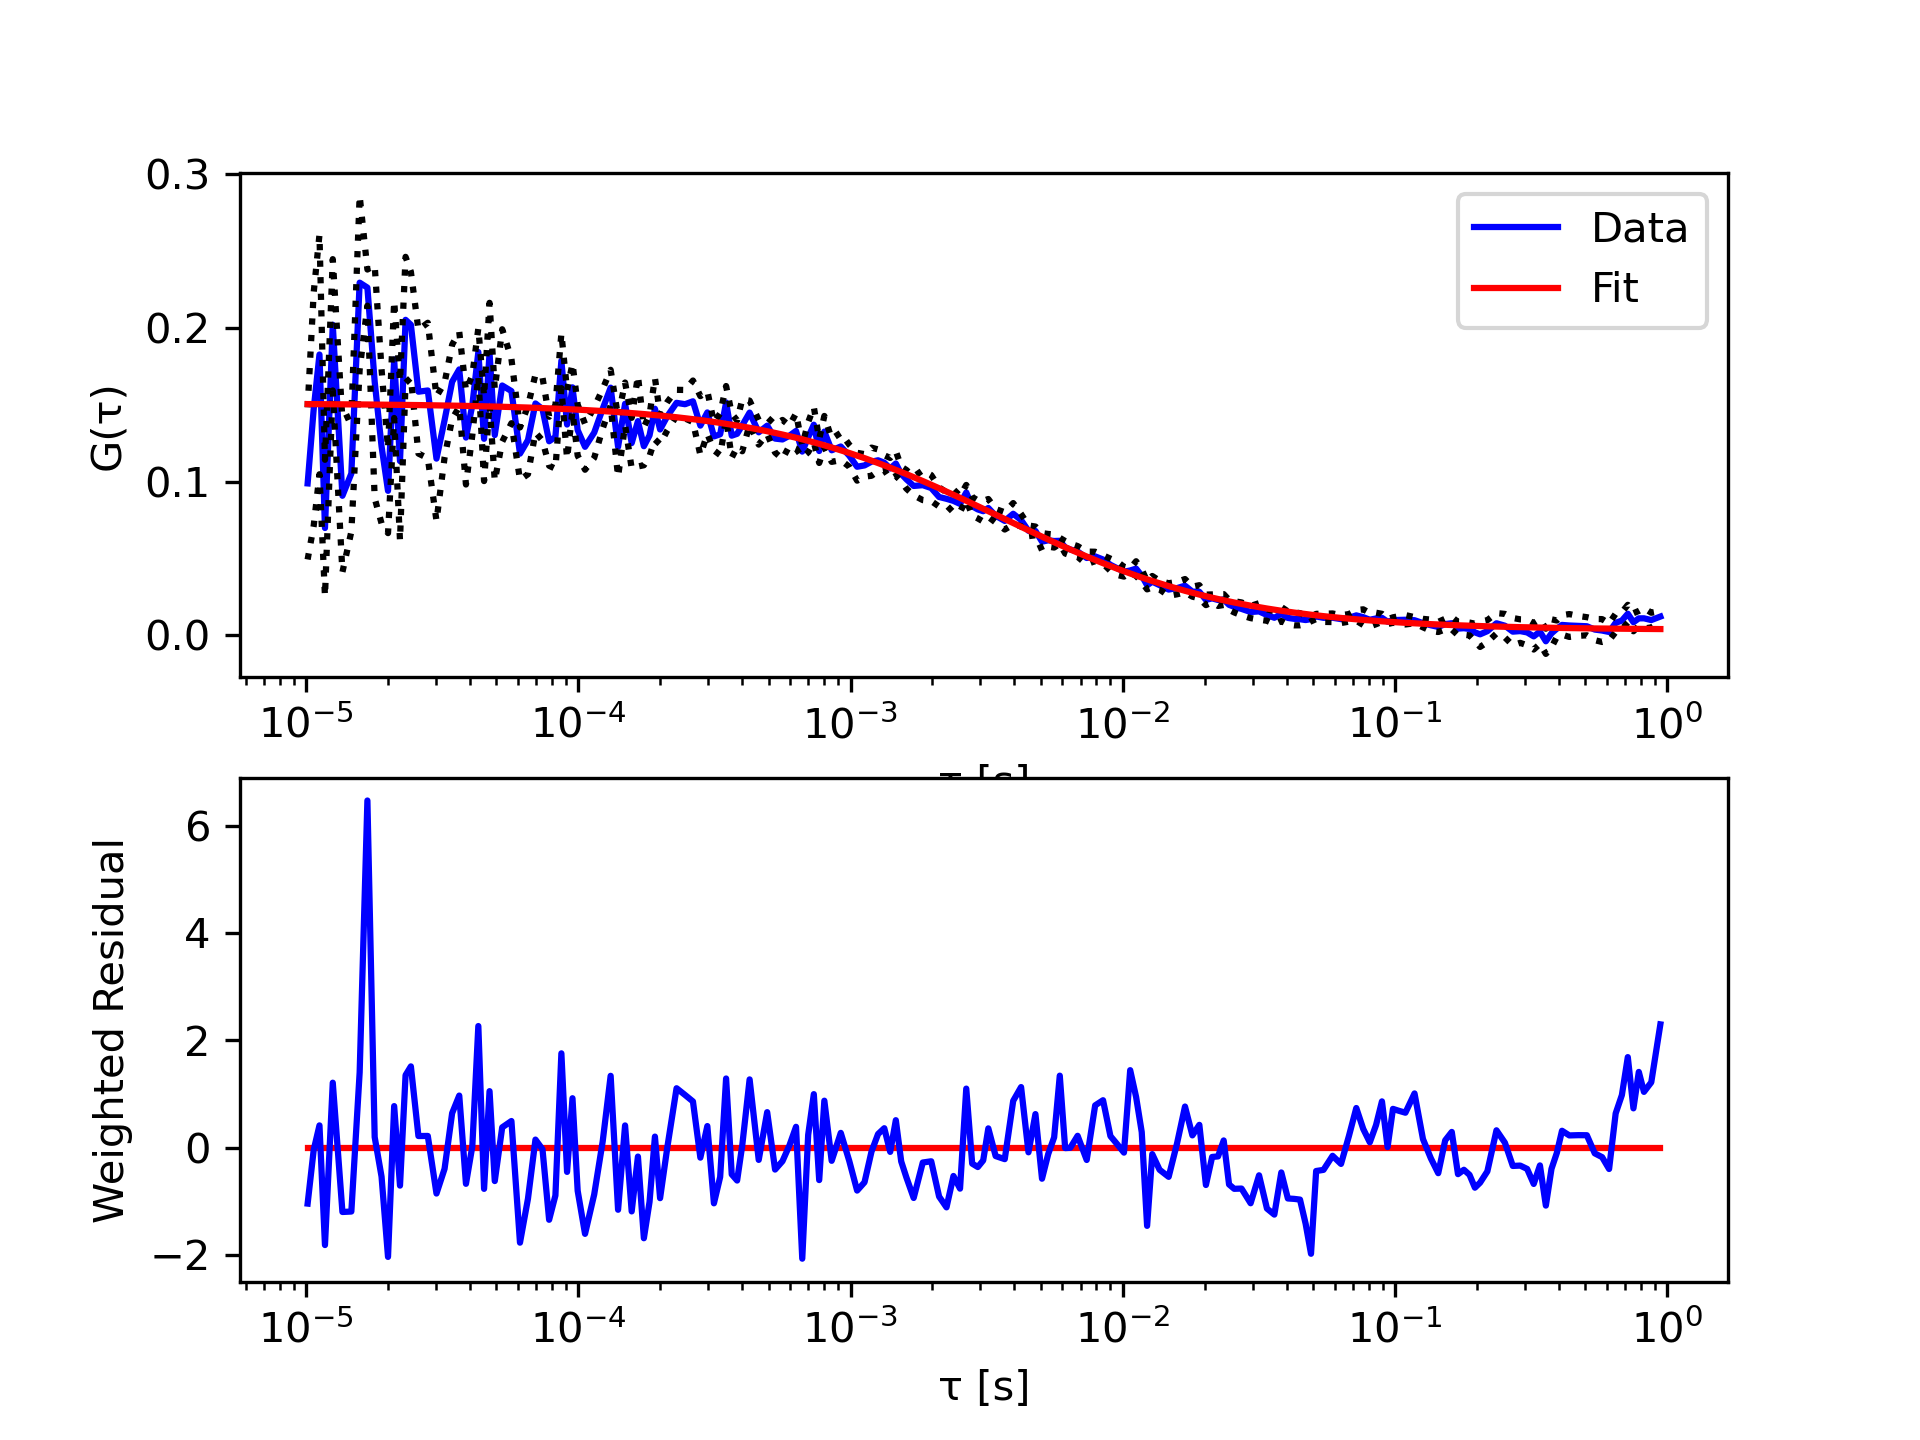 0.3
0.2
0.1
0.0
G(τ)
Data
Fit
10⁻⁵ 10⁻⁴ 10⁻³ 10⁻² 10⁻¹ 10⁰
τ [s]
6
4
2
0
−2
Weighted Residual
10⁻⁵ 10⁻⁴ 10⁻³ 10⁻² 10⁻¹ 10⁰
τ [s]